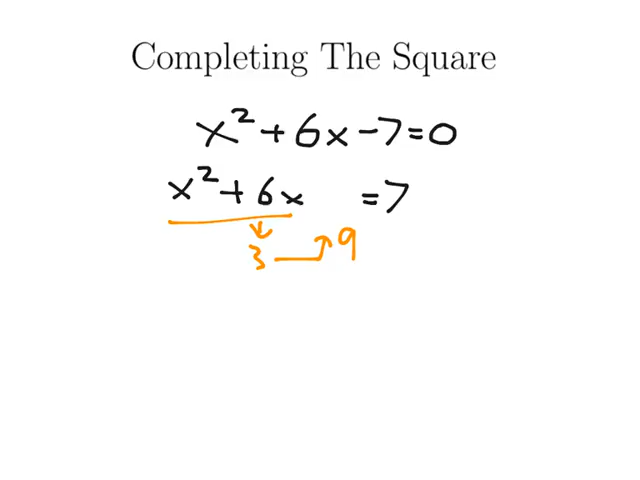 Completing The Square
x² + 6x - 7 = 0
x² + 6x = 7
3 9